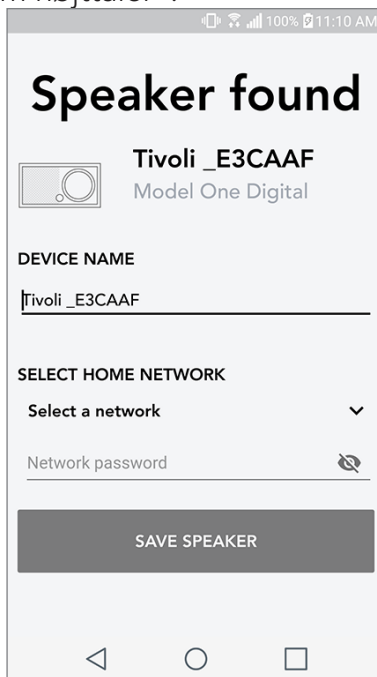 100% 11:10 AM
Speaker found
Tivoli _E3CAAF
Model One Digital
DEVICE NAME
Tivoli _E3CAAF
SELECT HOME NETWORK
Select a network
Network password
SAVE SPEAKER